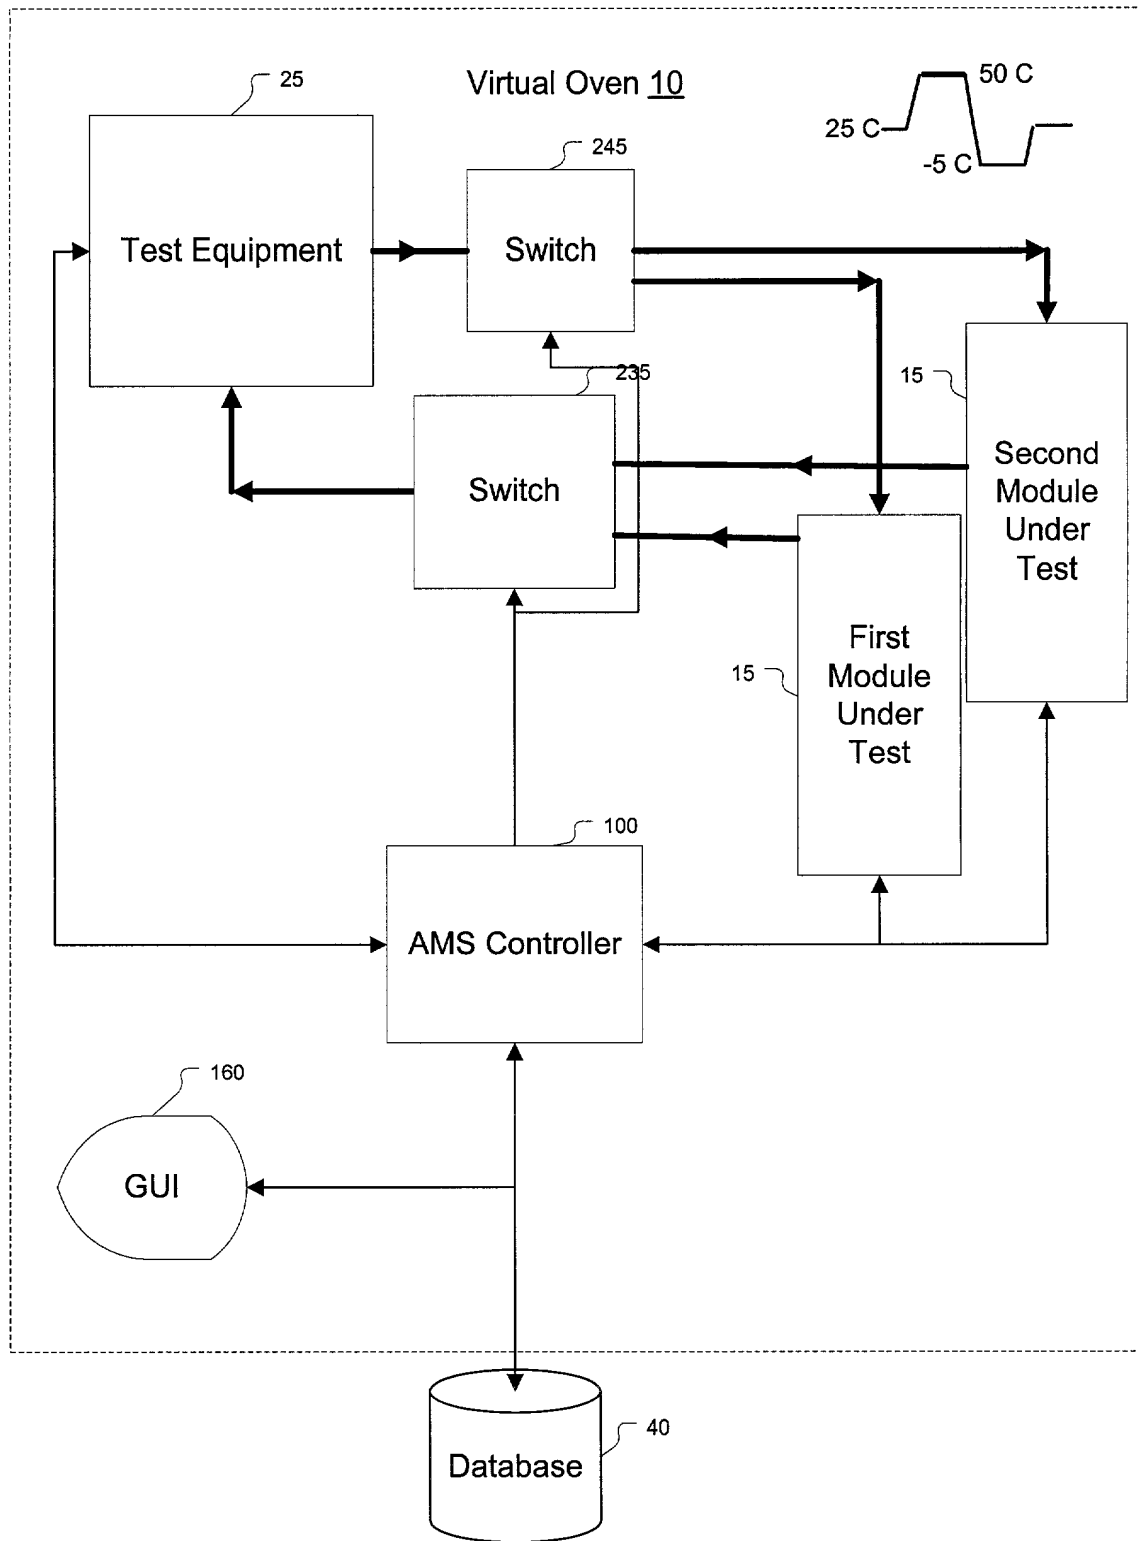 25
Virtual Oven 10
50 C
25 C
-5 C
245
Test Equipment
Switch
235
15
Switch
Second
Module
Under
Test
15
First
Module
Under
Test
100
AMS Controller
160
GUI
40
Database